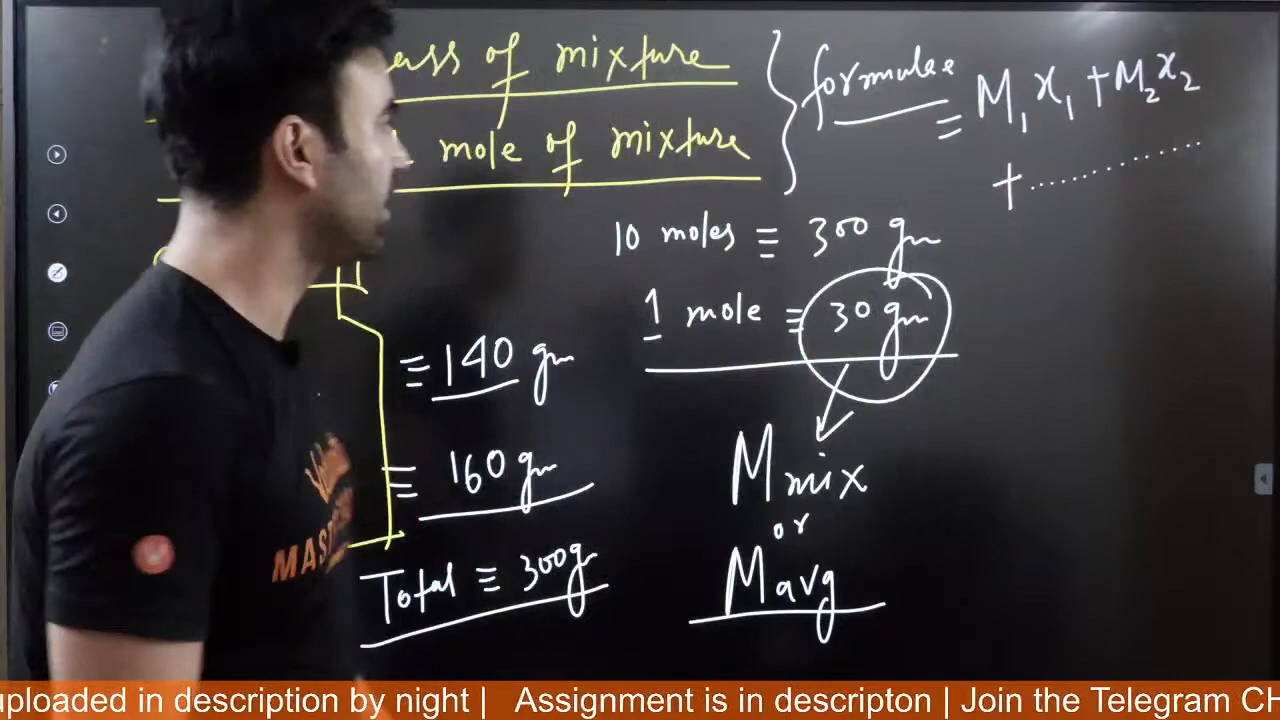 of mixture
mole of mixture
formulae ≡ M₁x₁ + M₂x₂
+ ............
10 moles ≡ 300 gm
1 mole ≡ 30 gm
≡ 140 gm
≡ 160 gm
Total ≡ 300g
Mmix
or
Mavg
MAS
uploaded in description by night | Assignment is in descripton | Join the Telegram CH